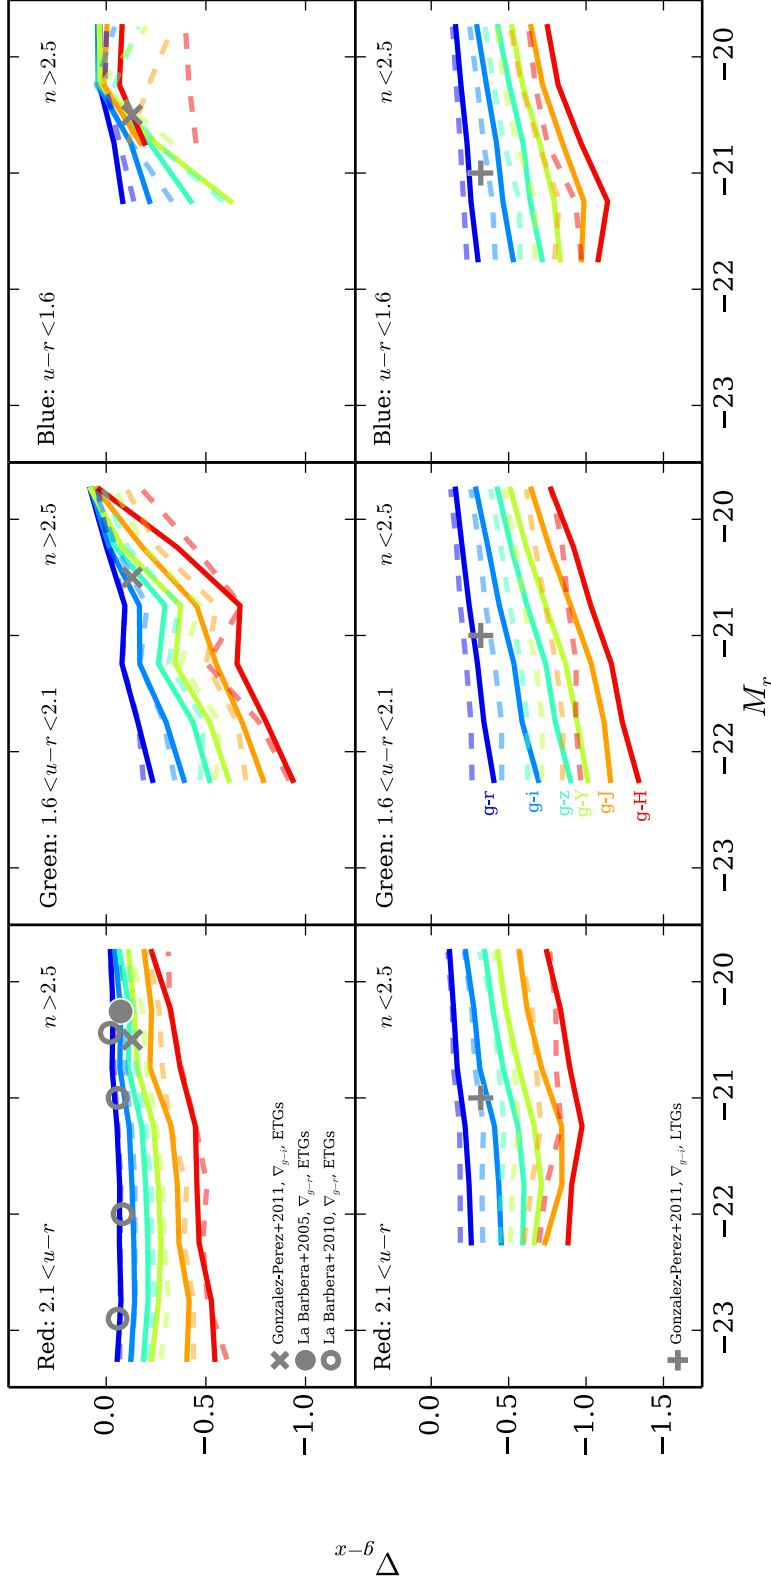 Red: 2.1 <u−r
n >2.5
Green: 1.6 <u−r <2.1
n >2.5
Blue: u−r <1.6
n >2.5
0.0
−0.5
−1.0
Gonzalez-Perez+2011, ∇g−i, ETGs
La Barbera+2005, ∇g−r, ETGs
La Barbera+2010, ∇g−r, ETGs
∇g−x
Red: 2.1 <u−r
n <2.5
Green: 1.6 <u−r <2.1
n <2.5
Blue: u−r <1.6
n <2.5
0.0
−0.5
−1.0
−1.5
g-r
g-i
g-z
g-Y
g-J
g-H
Gonzalez-Perez+2011, ∇g−i, LTGs
−23 −22 −21 −20
−23 −22 −21 −20
−23 −22 −21 −20
Mr